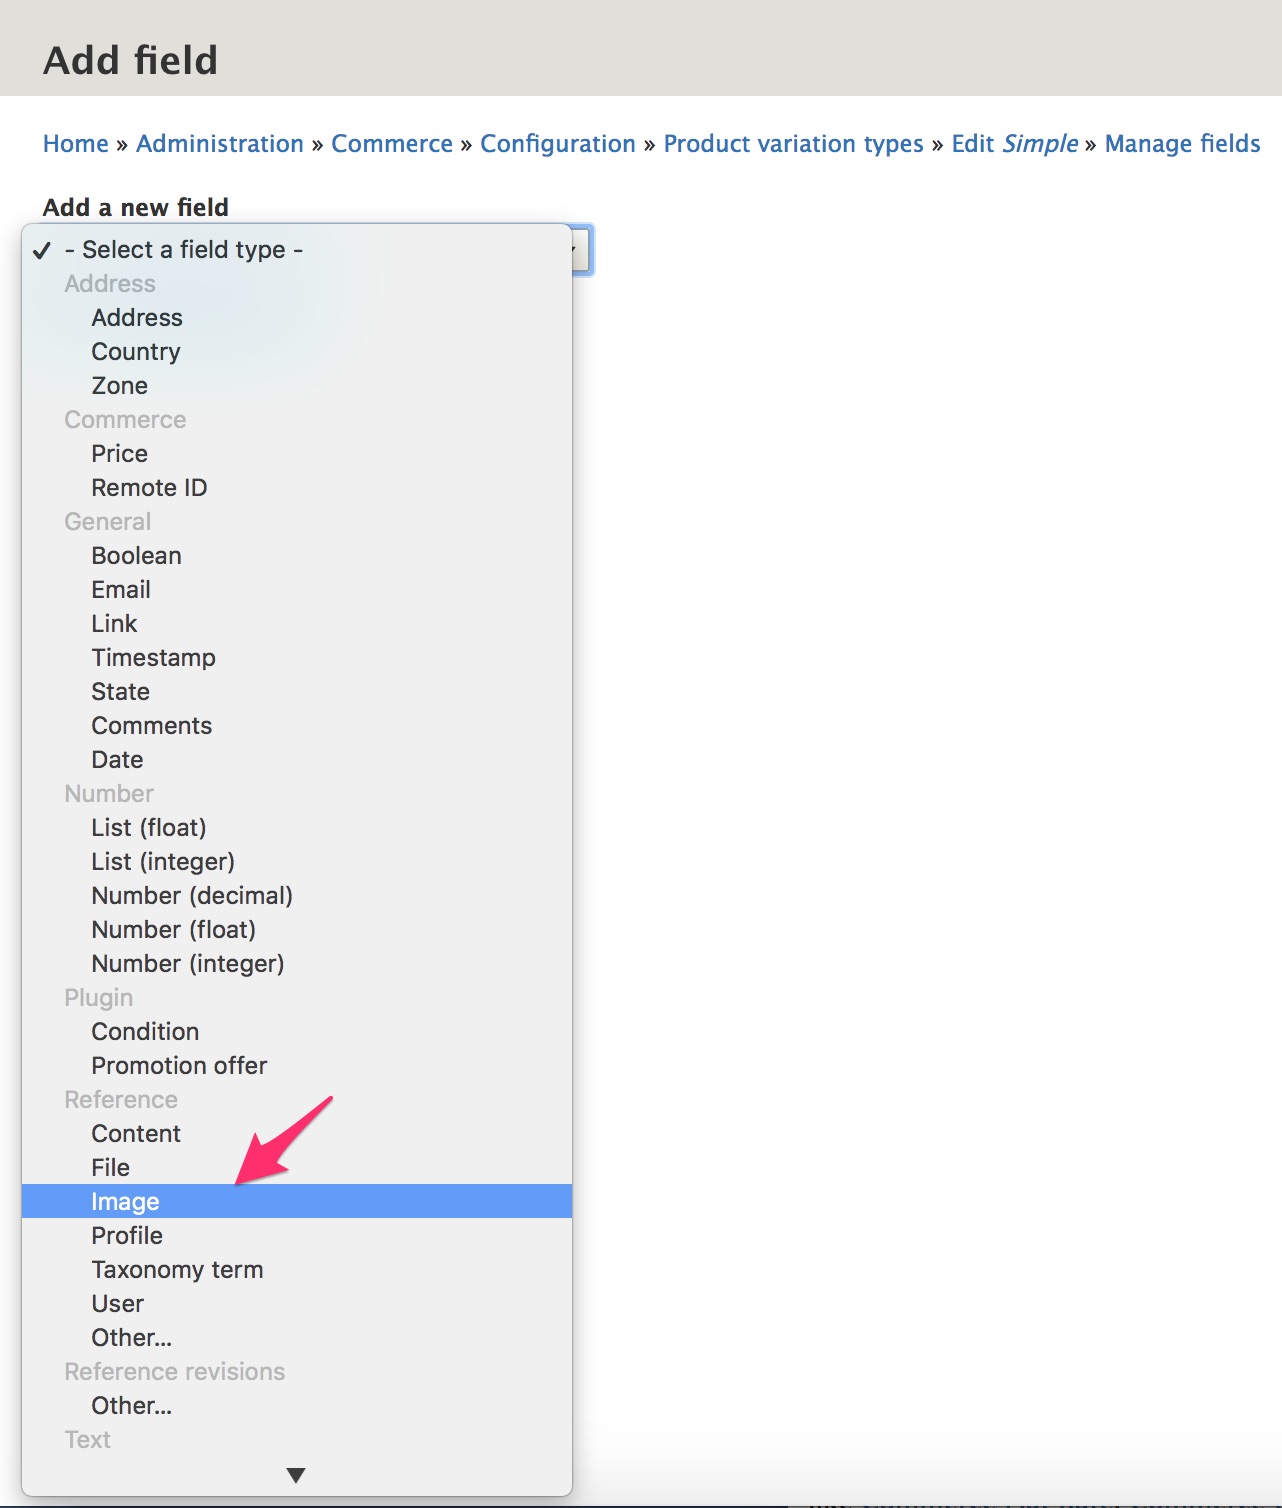 Add field
Home » Administration » Commerce » Configuration » Product variation types » Edit Simple » Manage fields
Add a new field
✓ - Select a field type -
Address
Address
Country
Zone
Commerce
Price
Remote ID
General
Boolean
Email
Link
Timestamp
State
Comments
Date
Number
List (float)
List (integer)
Number (decimal)
Number (float)
Number (integer)
Plugin
Condition
Promotion offer
Reference
Content
File
Image
Profile
Taxonomy term
User
Other...
Reference revisions
Other...
Text